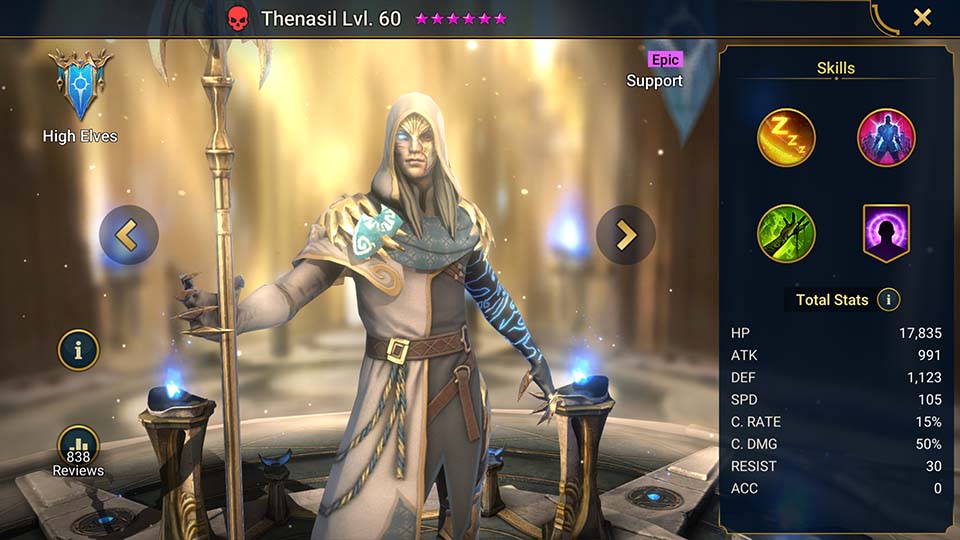 Thenasil Lvl. 60
High Elves
Epic
Support
838
Reviews
Skills
Z z z
Total Stats i
HP 17,835
ATK 991
DEF 1,123
SPD 105
C. RATE 15%
C. DMG 50%
RESIST 30
ACC 0
i